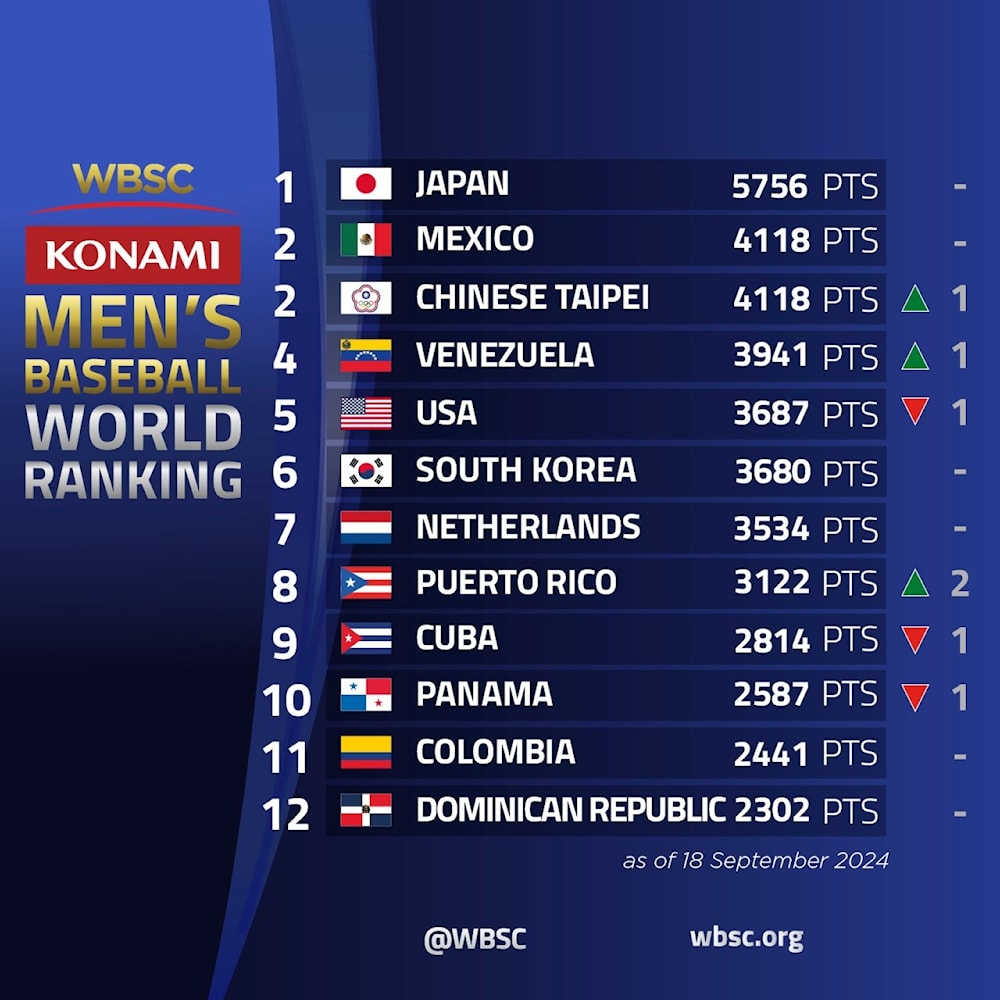 WBSC
KONAMI
MEN'S
BASEBALL
WORLD
RANKING
1 JAPAN 5756 PTS -
2 MEXICO 4118 PTS -
2 CHINESE TAIPEI 4118 PTS ▲ 1
4 VENEZUELA 3941 PTS ▲ 1
5 USA 3687 PTS ▼ 1
6 SOUTH KOREA 3680 PTS -
7 NETHERLANDS 3534 PTS -
8 PUERTO RICO 3122 PTS ▲ 2
9 CUBA 2814 PTS ▼ 1
10 PANAMA 2587 PTS ▼ 1
11 COLOMBIA 2441 PTS -
12 DOMINICAN REPUBLIC 2302 PTS -
as of 18 September 2024
@WBSC wbsc.org